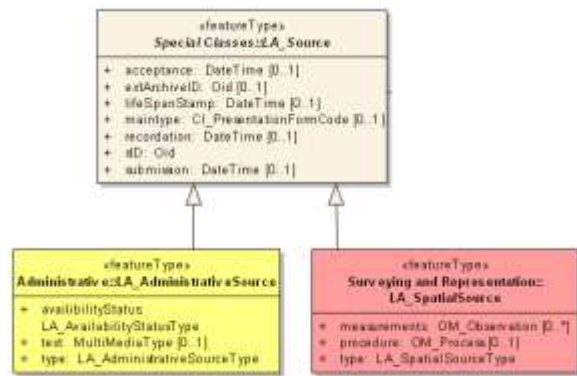 «featureType»
Special Classes::LA_Source
+ acceptance: DateTime [0..1]
+ extArchiveID: Oid [0..1]
+ lifeSpanStamp: DateTime [0..1]
+ maintype: CI_PresentationFormCode [0..1]
+ recordation: DateTime [0..1]
+ sID: Oid
+ submission: DateTime [0..1]
«featureType»
Administrative::LA_AdministrativeSource
+ availibilityStatus
LA_AvailabilityStatusType
+ text: MultiMediaType [0..1]
+ type: LA_AdministrativeSourceType
«featureType»
Surveying and Representation::
LA_SpatialSource
+ measurements: OM_Observation [0..*]
+ procedure: OM_Process [0..1]
+ type: LA_SpatialSourceType